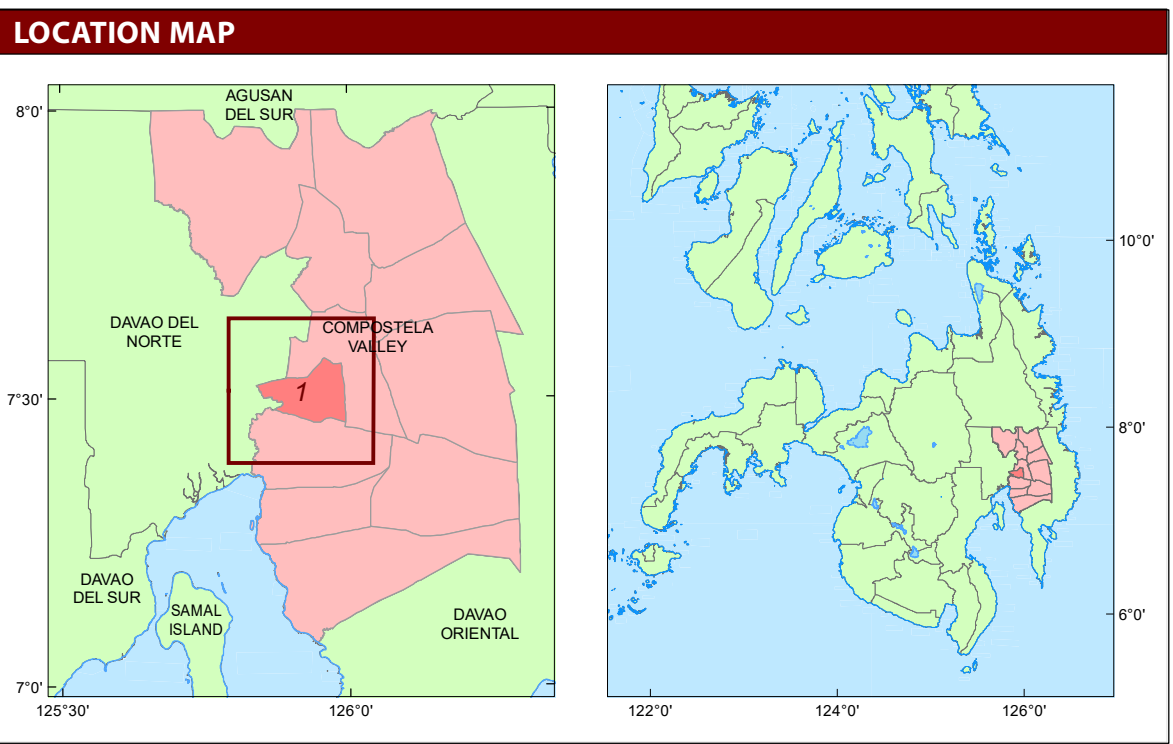 LOCATION MAP
AGUSAN
DEL SUR
8°0'
DAVAO DEL
NORTE
COMPOSTELA
VALLEY
1
7°30'
DAVAO
DEL SUR
SAMAL
ISLAND
DAVAO
ORIENTAL
7°0'
125°30'
126°0'
10°0'
8°0'
6°0'
122°0'
124°0'
126°0'